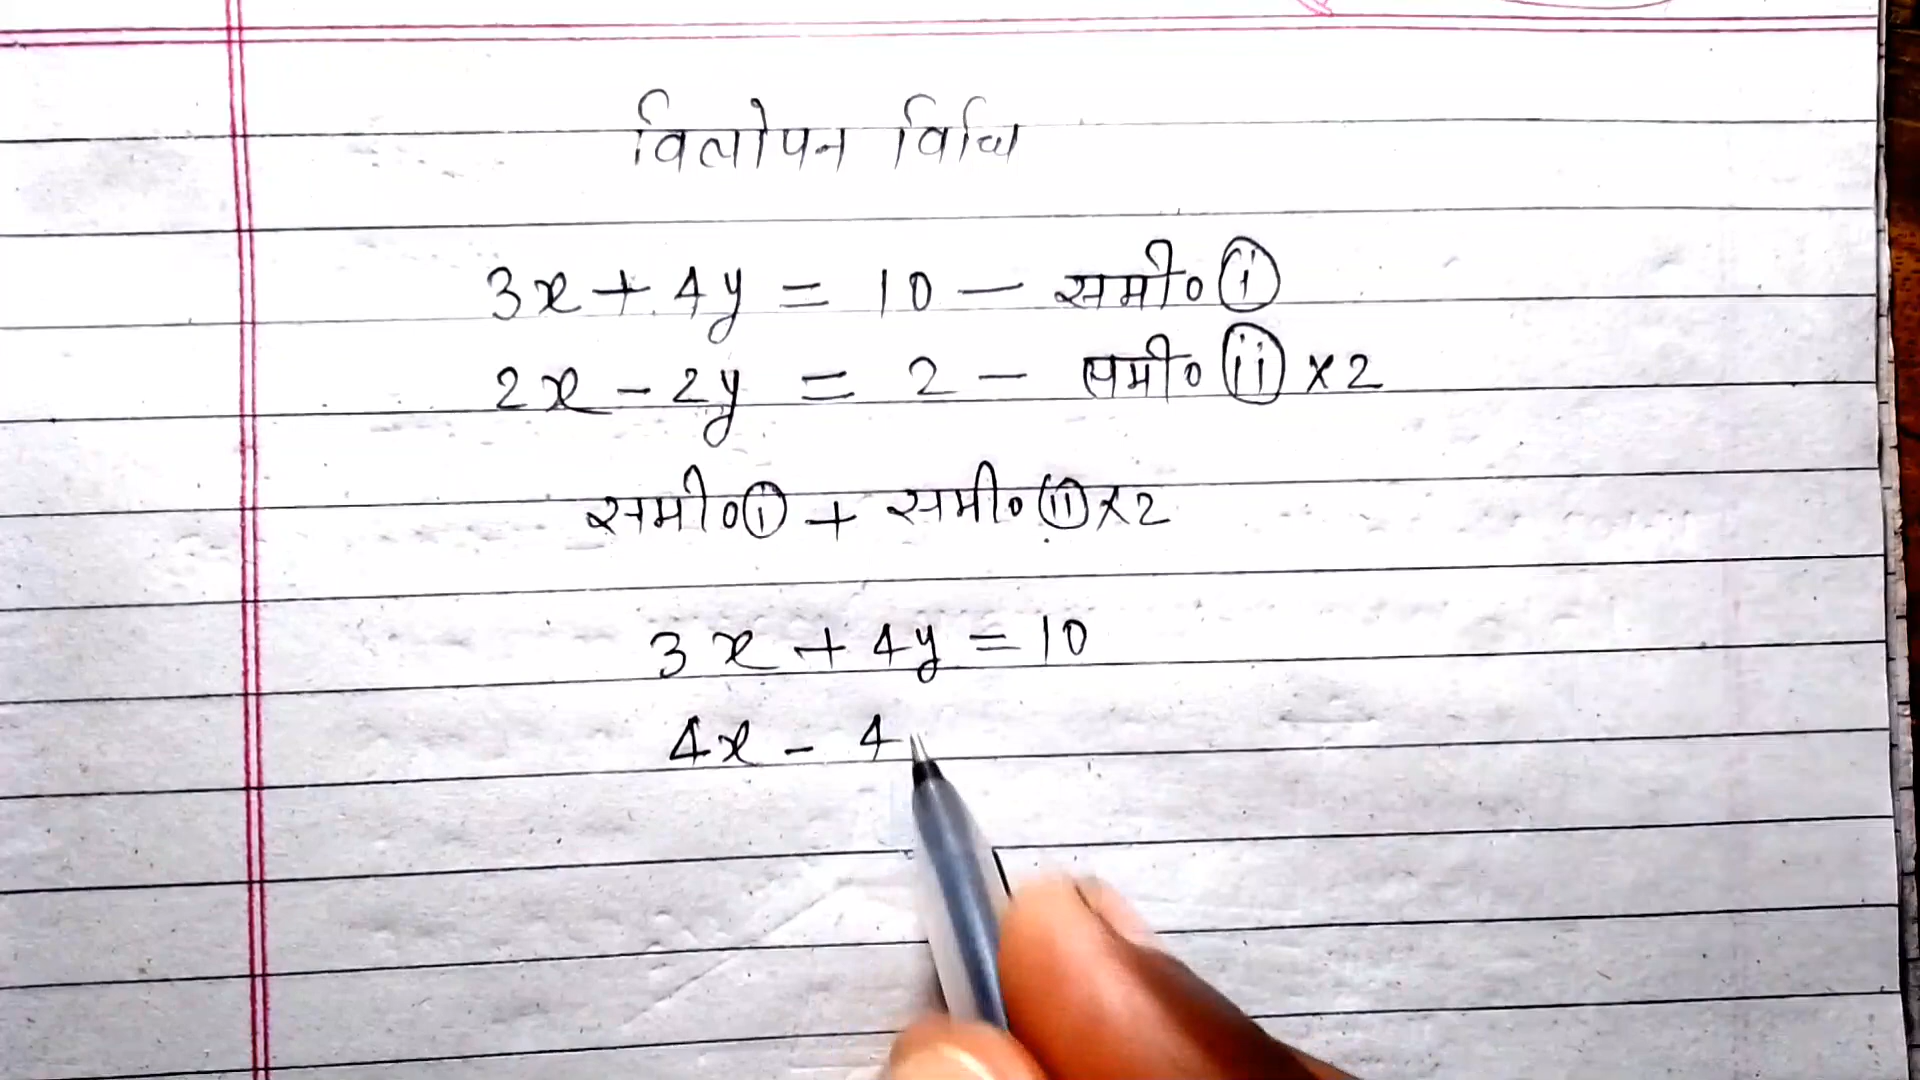 विलोपन विधि
3x + 4y = 10 — समी० (i)
2x - 2y = 2 — समी० (ii) × 2
समी० (i) + समी० (ii) × 2
3x + 4y = 10
4x - 4